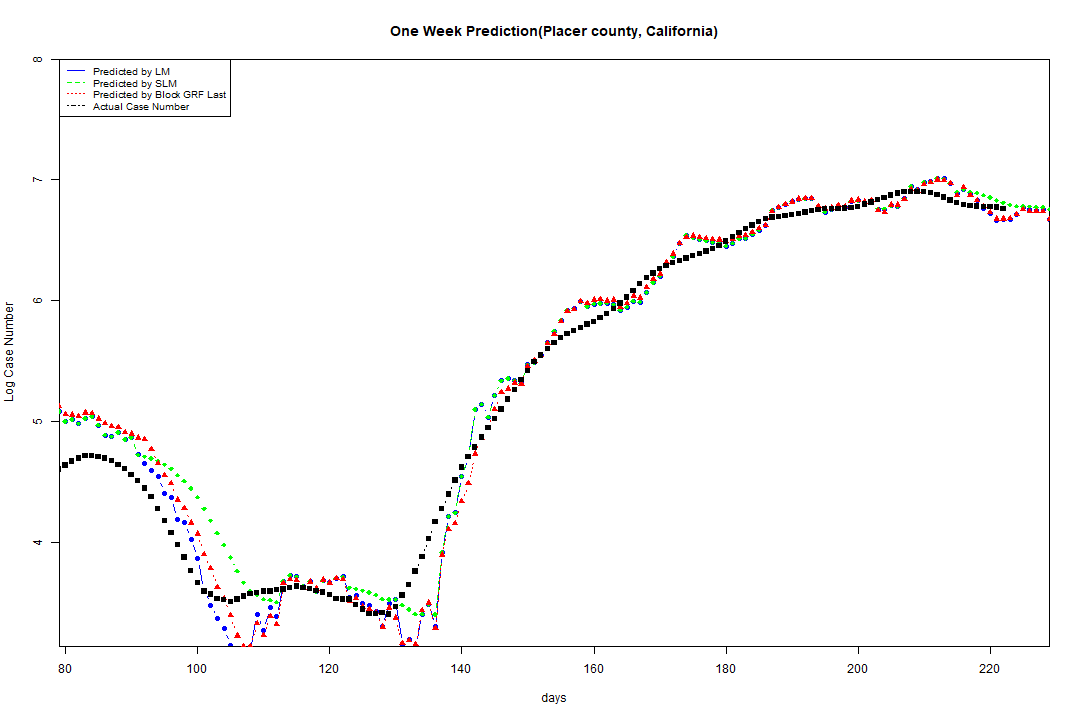 One Week Prediction(Placer county, California)
Predicted by LM
Predicted by SLM
Predicted by Block GRF Last
Actual Case Number
8
7
6
5
4
Log Case Number
80 100 120 140 160 180 200 220
days